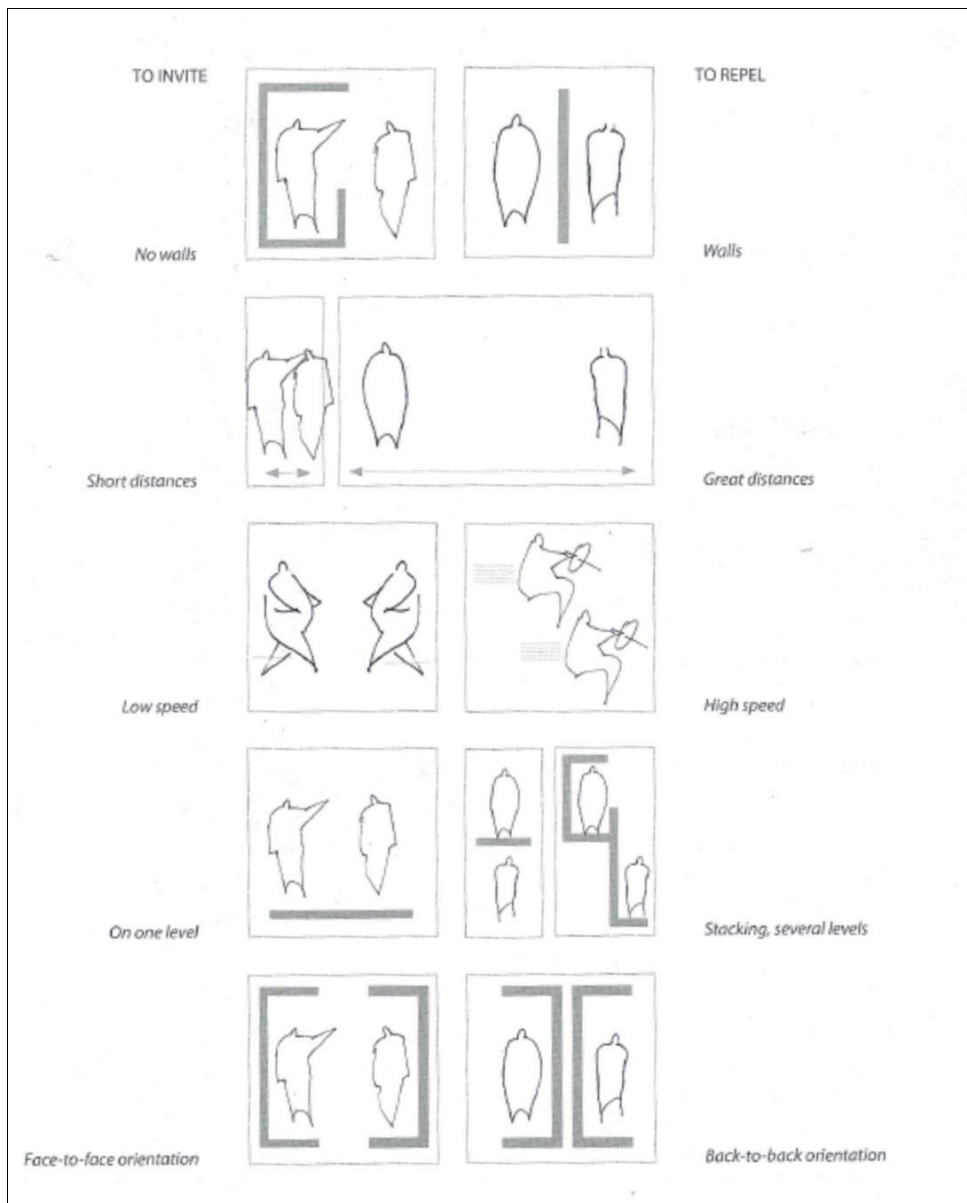 TO INVITE
TO REPEL
No walls
Walls
Short distances
Great distances
Low speed
High speed
On one level
Stacking, several levels
Face-to-face orientation
Back-to-back orientation